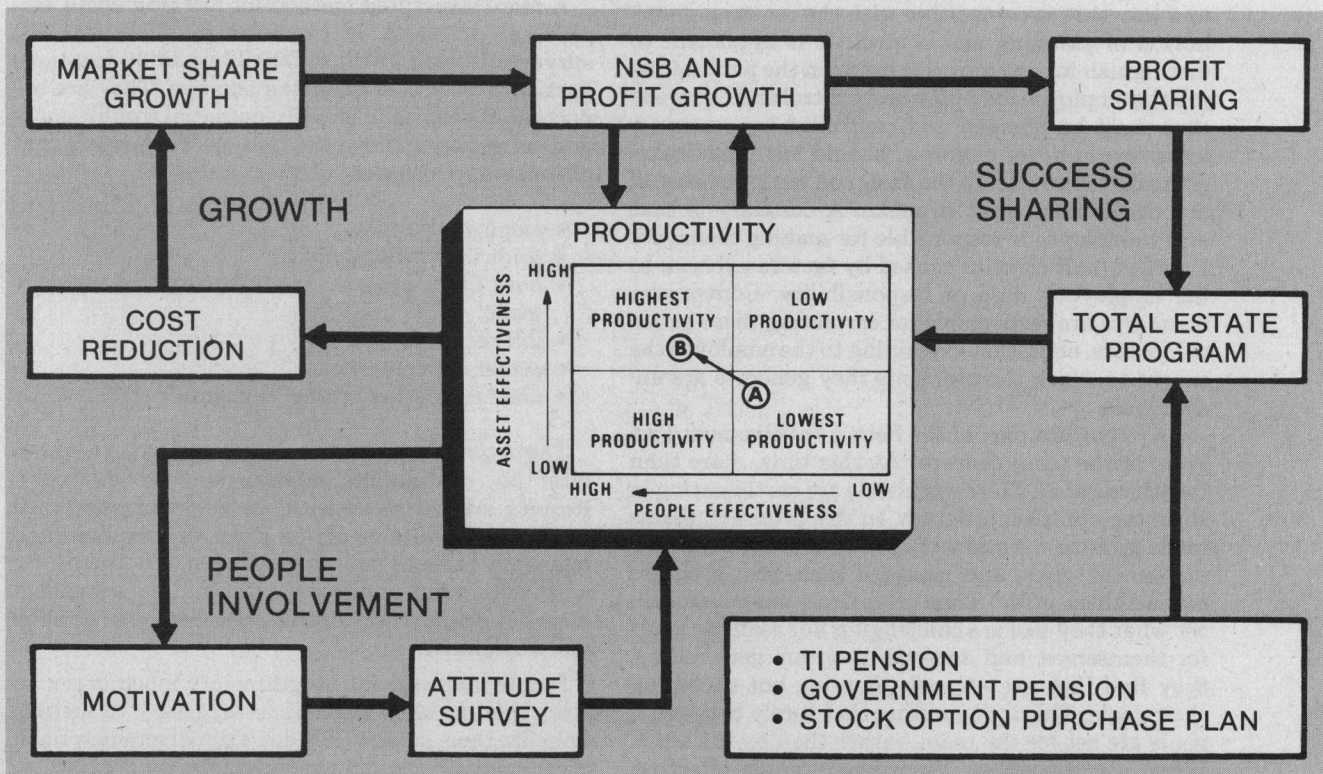 MARKET SHARE
GROWTH
NSB AND
PROFIT GROWTH
PROFIT
SHARING
GROWTH
SUCCESS
SHARING
COST
REDUCTION
PRODUCTIVITY
ASSET EFFECTIVENESS
HIGH
LOW
HIGHEST
PRODUCTIVITY
LOW
PRODUCTIVITY
B
A
HIGH
PRODUCTIVITY
LOWEST
PRODUCTIVITY
HIGH
LOW
PEOPLE EFFECTIVENESS
TOTAL ESTATE
PROGRAM
PEOPLE
INVOLVEMENT
MOTIVATION
ATTITUDE
SURVEY
• TI PENSION
• GOVERNMENT PENSION
• STOCK OPTION PURCHASE PLAN